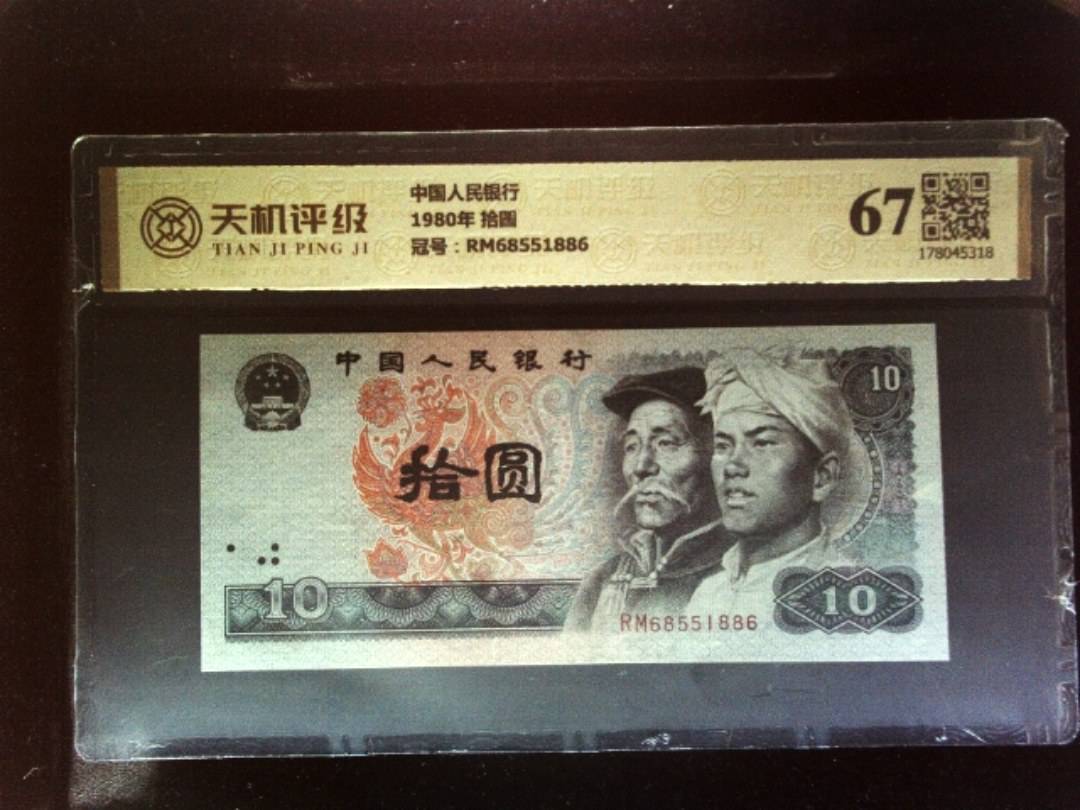 天机评级
TIAN JI PING JI
中国人民银行
1980年 拾圆
冠号：RM68551886
67
178045318
中国人民银行
10
拾圆
10
RM68551886
10